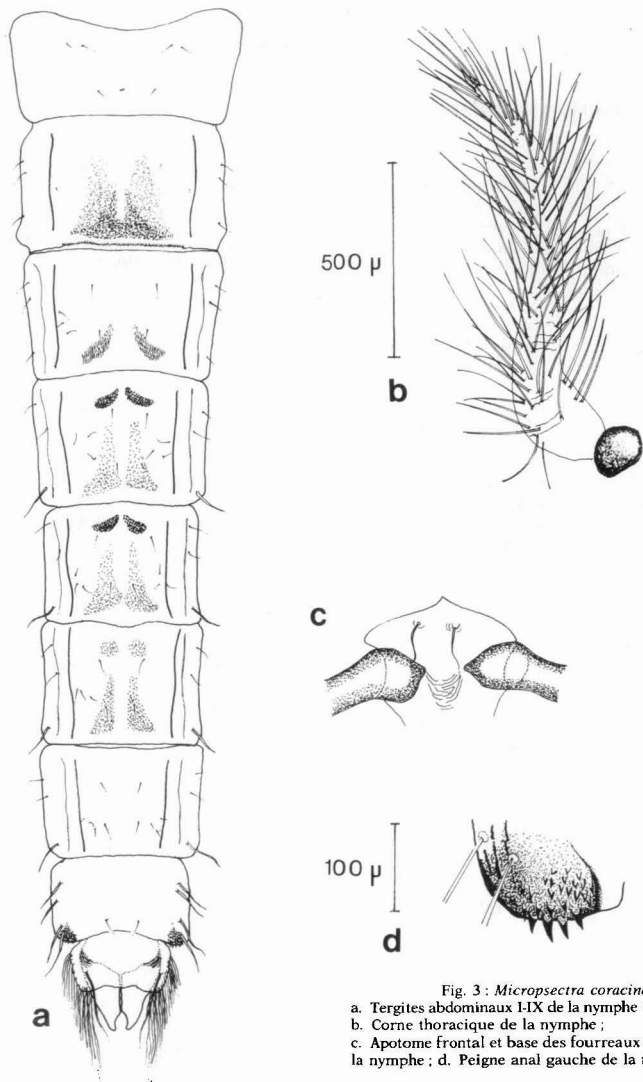 500 µ
b
c
100 µ
d
a
Fig. 3 : Micropsectra
a. Tergites abdominaux I-IX de la nymphe
b. Corne thoracique de la nymphe ;
c. Apotome frontal et base des fourreaux
la nymphe ; d. Peigne anal gauche de la